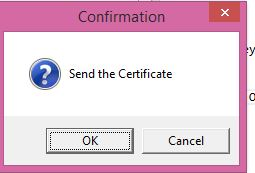 Confirmation
Send the Certificate
OK
Cancel